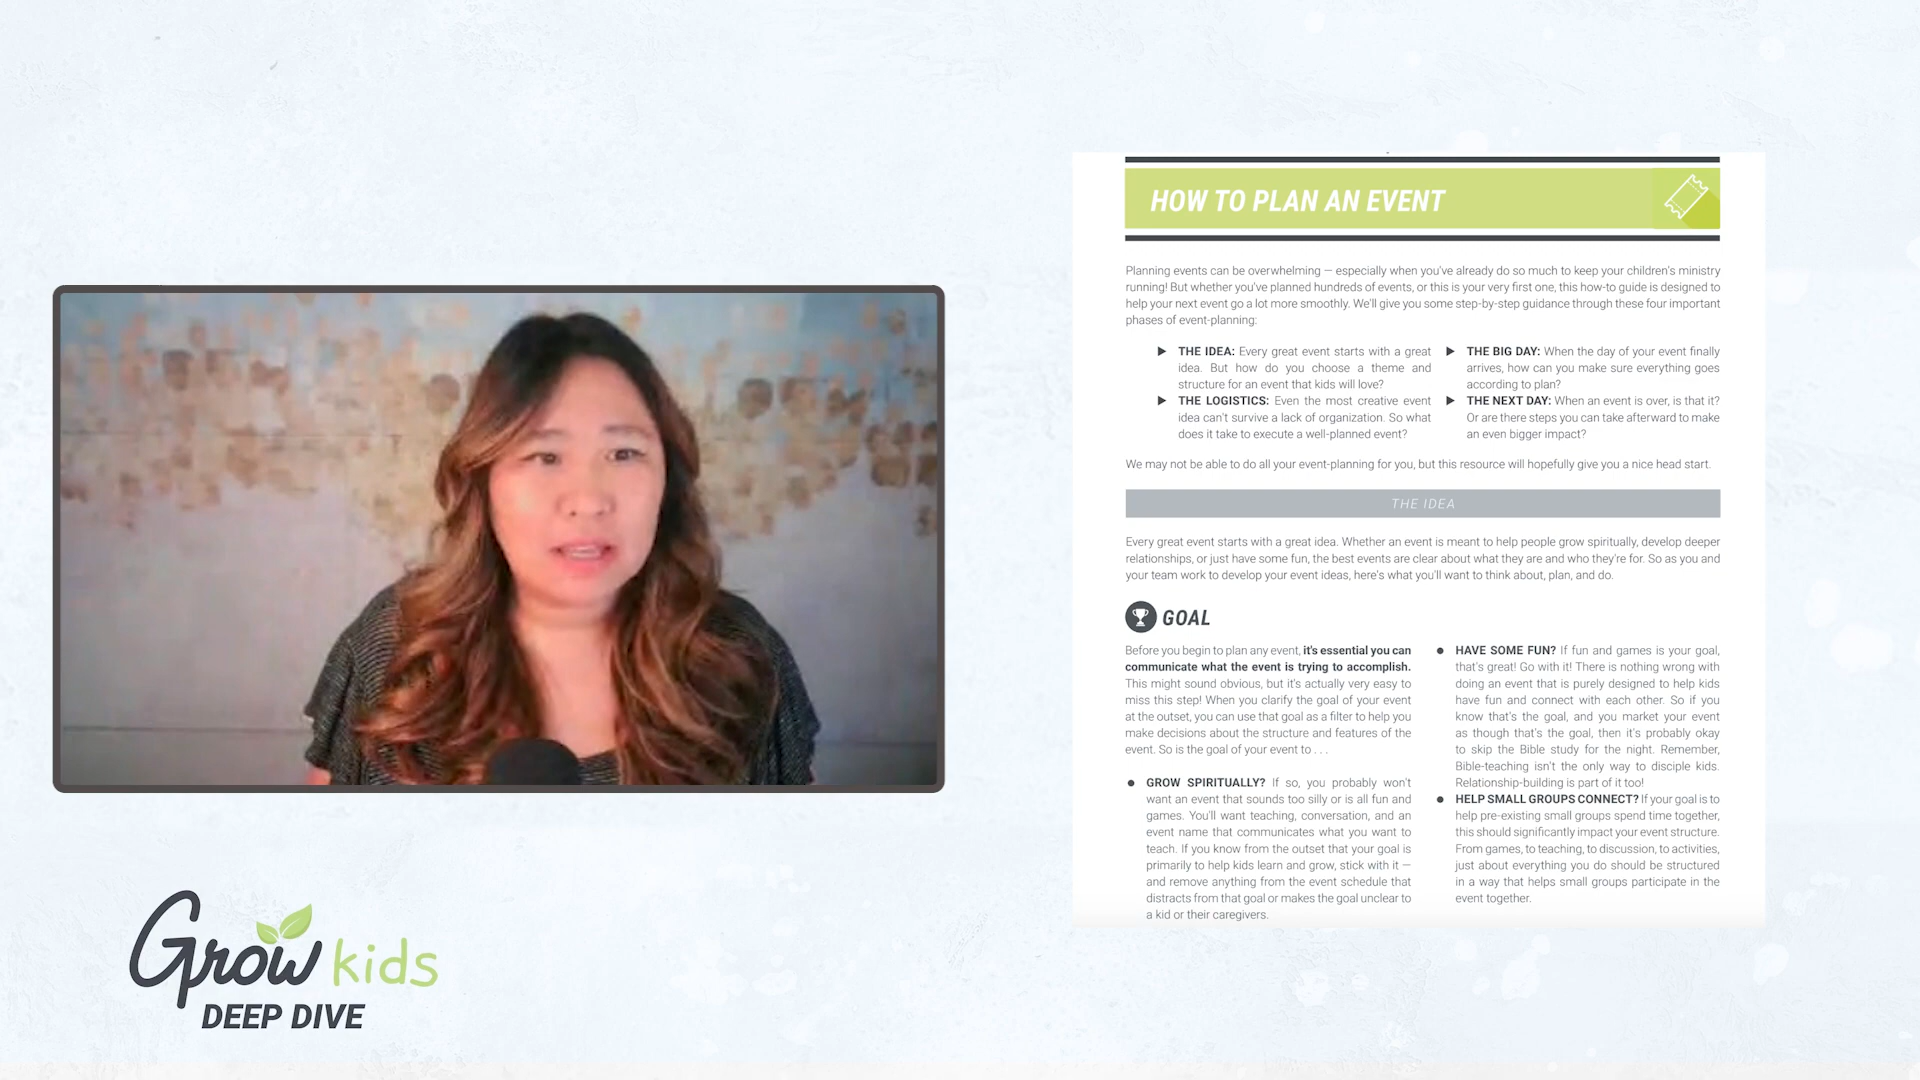 HOW TO PLAN AN EVENT
Planning events can be overwhelming — especially when you've already do so much to keep your children's ministry
running! But whether you've planned hundreds of events, or this is your very first one, this how-to guide is designed to
help your next event go a lot more smoothly. We'll give you some step-by-step guidance through these four important
phases of event-planning:
► THE IDEA: Every great event starts with a great
idea. But how do you choose a theme and
structure for an event that kids will love?
► THE LOGISTICS: Even the most creative event
idea can't survive a lack of organization. So what
does it take to execute a well-planned event?
► THE BIG DAY: When the day of your event finally
arrives, how can you make sure everything goes
according to plan?
► THE NEXT DAY: When an event is over, is that it?
Or are there steps you can take afterward to make
an even bigger impact?
We may not be able to do all your event-planning for you, but this resource will hopefully give you a nice head start.
THE IDEA
Every great event starts with a great idea. Whether an event is meant to help people grow spiritually, develop deeper
relationships, or just have some fun, the best events are clear about what they are and who they're for. So as you and
your team work to develop your event ideas, here's what you'll want to think about, plan, and do.
GOAL
Before you begin to plan any event, it's essential you can
communicate what the event is trying to accomplish.
This might sound obvious, but it's actually very easy to
miss this step! When you clarify the goal of your event
at the outset, you can use that goal as a filter to help you
make decisions about the structure and features of the
event. So is the goal of your event to . . .
● GROW SPIRITUALLY? If so, you probably won't
want an event that sounds too silly or is all fun and
games. You'll want teaching, conversation, and an
event name that communicates what you want to
teach. If you know from the outset that your goal is
primarily to help kids learn and grow, stick with it —
and remove anything from the event schedule that
distracts from that goal or makes the goal unclear to
a kid or their caregivers.
● HAVE SOME FUN? If fun and games is your goal,
that's great! Go with it! There is nothing wrong with
doing an event that is purely designed to help kids
have fun and connect with each other. So if you
know that's the goal, and you market your event
as though that's the goal, then it's probably okay
to skip the Bible study for the night. Remember,
Bible-teaching isn't the only way to disciple kids.
Relationship-building is part of it too!
● HELP SMALL GROUPS CONNECT? If your goal is to
help pre-existing small groups spend time together,
this should significantly impact your event structure.
From games, to teaching, to discussion, to activities,
just about everything you do should be structured
in a way that helps small groups participate in the
event together.
Grow kids
DEEP DIVE